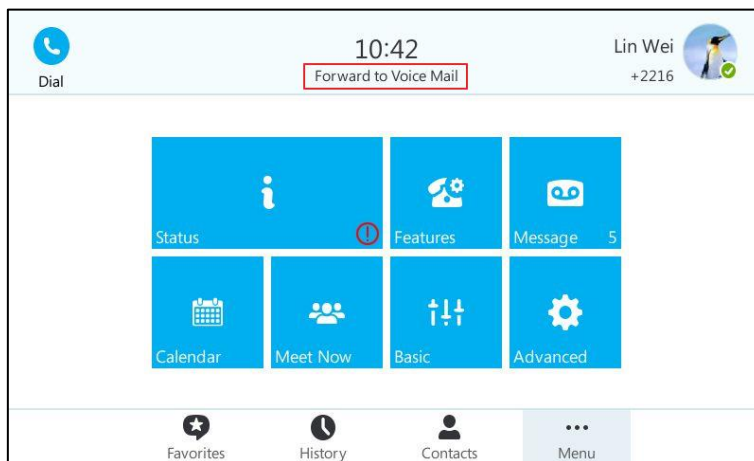 10:42
Lin Wei
Dial
Forward to Voice Mail
+2216
Status
Features
Message 5
Calendar
Meet Now
Basic
Advanced
Favorites
History
Contacts
Menu